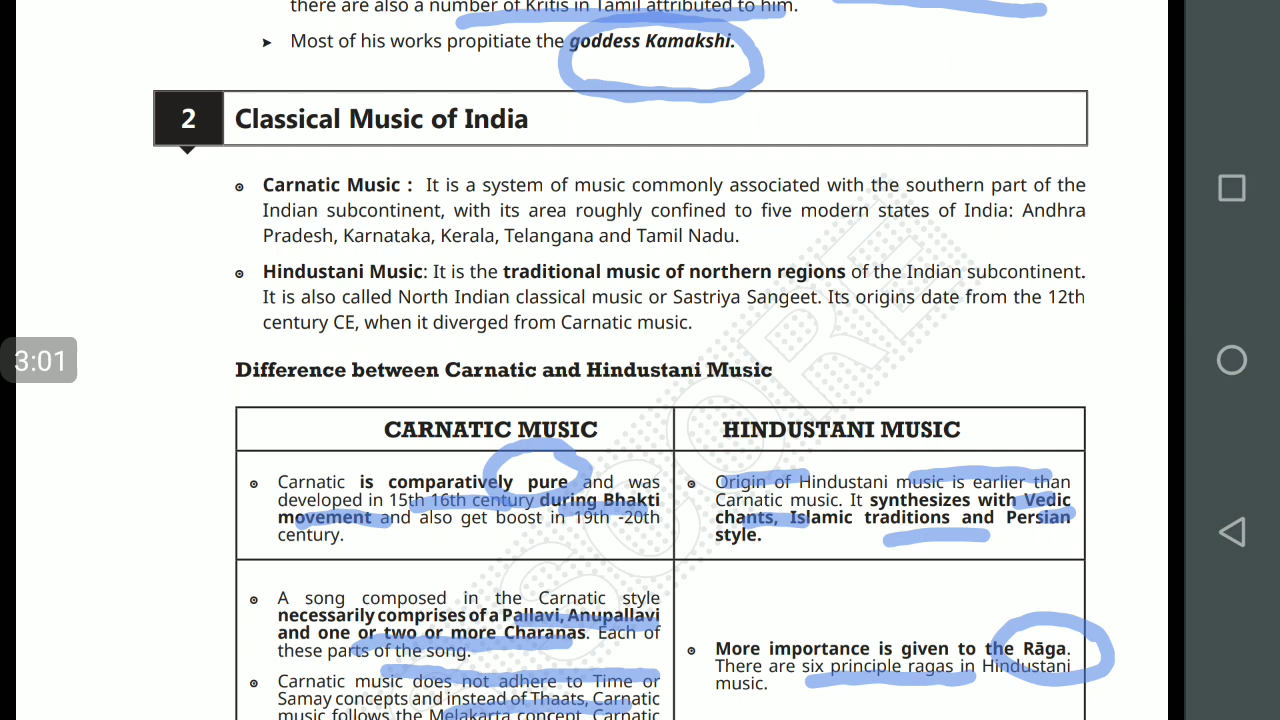 there are also a number of Kritis in Tamil attributed to him.
➤ Most of his works propitiate the goddess Kamakshi.
2 Classical Music of India
Carnatic Music : It is a system of music commonly associated with the southern part of the
Indian subcontinent, with its area roughly confined to five modern states of India: Andhra
Pradesh, Karnataka, Kerala, Telangana and Tamil Nadu.
Hindustani Music: It is the traditional music of northern regions of the Indian subcontinent.
It is also called North Indian classical music or Sastriya Sangeet. Its origins date from the 12th
century CE, when it diverged from Carnatic music.
3:01
Difference between Carnatic and Hindustani Music
CARNATIC MUSIC
Carnatic is comparatively pure and was
developed in 15th 16th century during Bhakti
movement and also get boost in 19th -20th
century.
A song composed in the Carnatic style
necessarily comprises of a Pallavi, Anupallavi
and one or two or more Charanas. Each of
these parts of the song.
Carnatic music does not adhere to Time or
Samay concepts and instead of Thaats, Carnatic
music follows the Melakarta concept. Carnatic
HINDUSTANI MUSIC
Origin of Hindustani music is earlier than
Carnatic music. It synthesizes with Vedic
chants, Islamic traditions and Persian
style.
More importance is given to the Rāga.
There are six principle ragas in Hindustani
music.
SCORE